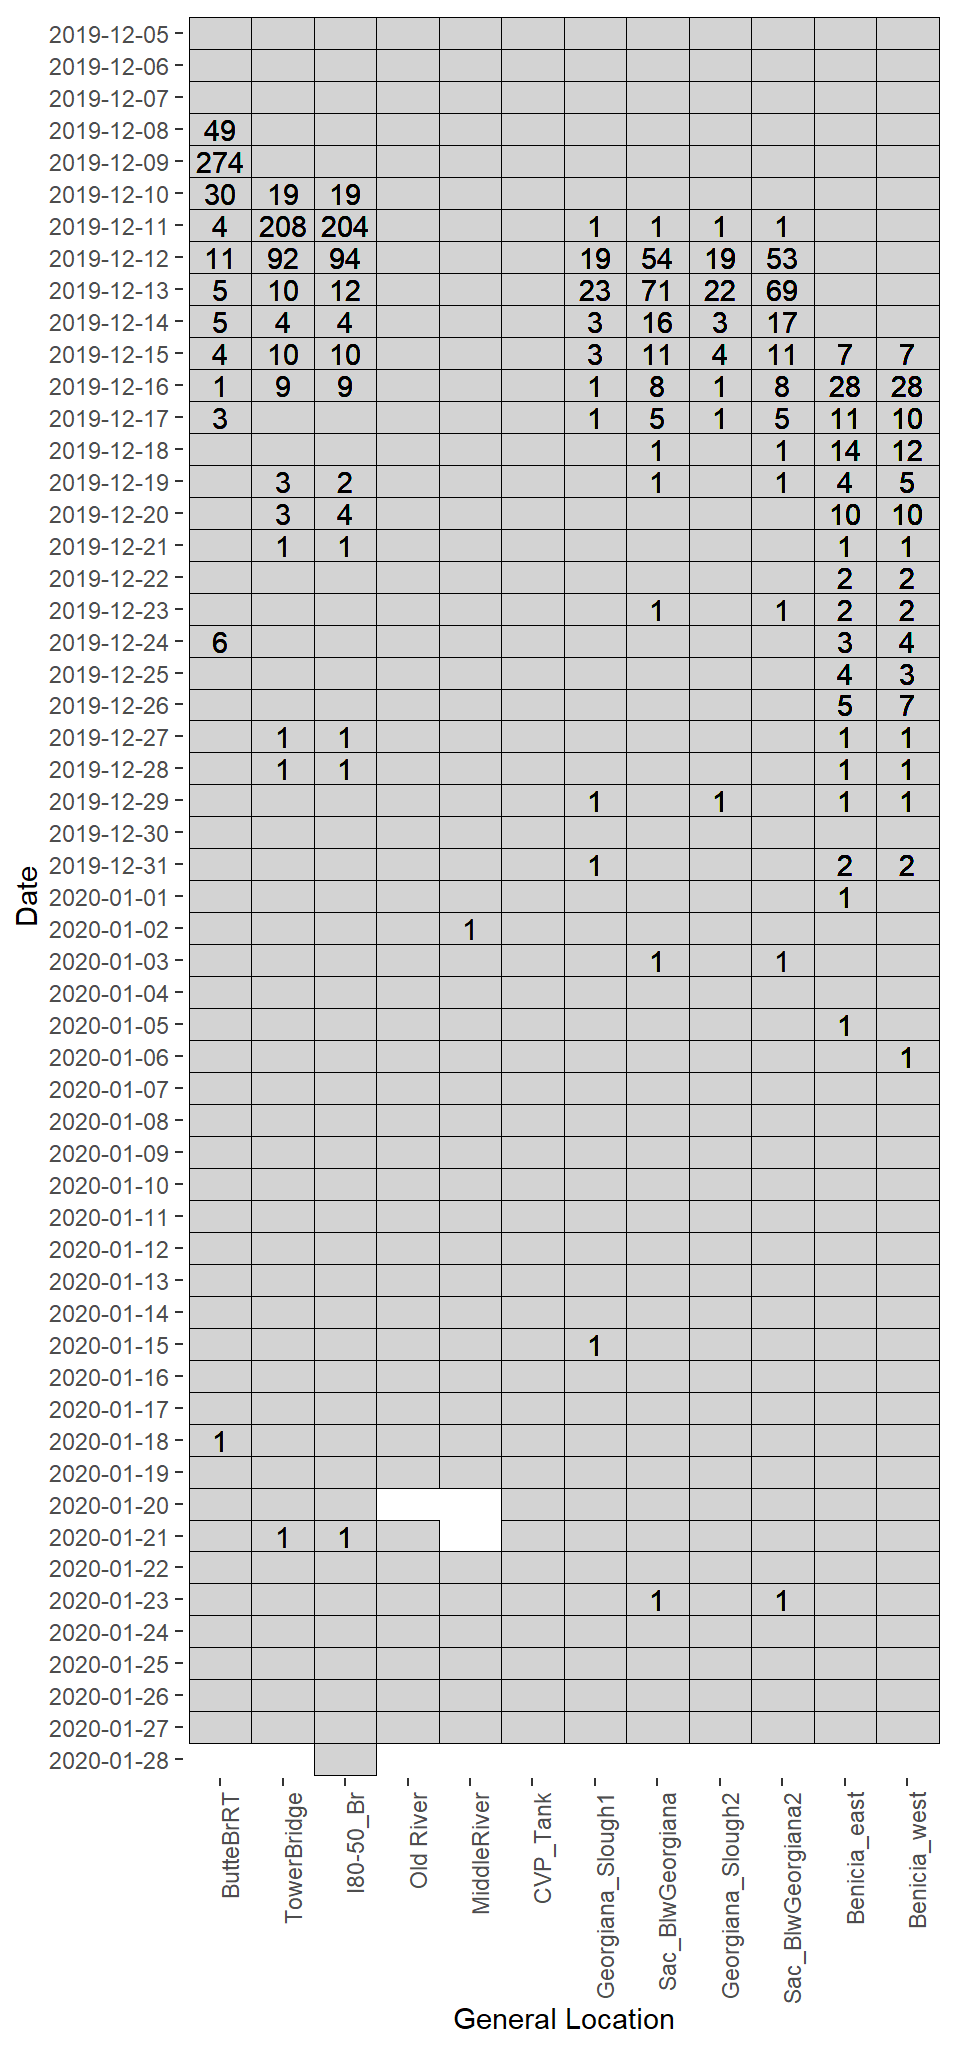 2019-12-05
2019-12-06
2019-12-07
2019-12-08 49
2019-12-09 274
2019-12-10 30 19 19
2019-12-11 4 208 204 1 1 1 1
2019-12-12 11 92 94 19 54 19 53
2019-12-13 5 10 12 23 71 22 69
2019-12-14 5 4 4 3 16 3 17
2019-12-15 4 10 10 3 11 4 11 7 7
2019-12-16 1 9 9 1 8 1 8 28 28
2019-12-17 3 1 5 1 5 11 10
2019-12-18 1 1 14 12
2019-12-19 3 2 1 1 4 5
2019-12-20 3 4 10 10
2019-12-21 1 1 1 1
2019-12-22 2 2
2019-12-23 1 1 2 2
2019-12-24 6 3 4
2019-12-25 4 3
2019-12-26 5 7
2019-12-27 1 1 1 1
2019-12-28 1 1 1 1
2019-12-29 1 1 1 1
2019-12-30
2019-12-31 1 2 2
2020-01-01 1
2020-01-02 1
2020-01-03 1 1
2020-01-04
2020-01-05 1
2020-01-06 1
2020-01-07
2020-01-08
2020-01-09
2020-01-10
2020-01-11
2020-01-12
2020-01-13
2020-01-14
2020-01-15 1
2020-01-16
2020-01-17
2020-01-18 1
2020-01-19
2020-01-20
2020-01-21 1 1
2020-01-22
2020-01-23 1 1
2020-01-24
2020-01-25
2020-01-26
2020-01-27
2020-01-28
Date
ButteBrRT
TowerBridge
I80-50_Br
Old River
MiddleRiver
CVP_Tank
Georgiana_Slough1
Sac_BlwGeorgiana
Georgiana_Slough2
Sac_BlwGeorgiana2
Benicia_east
Benicia_west
General Location